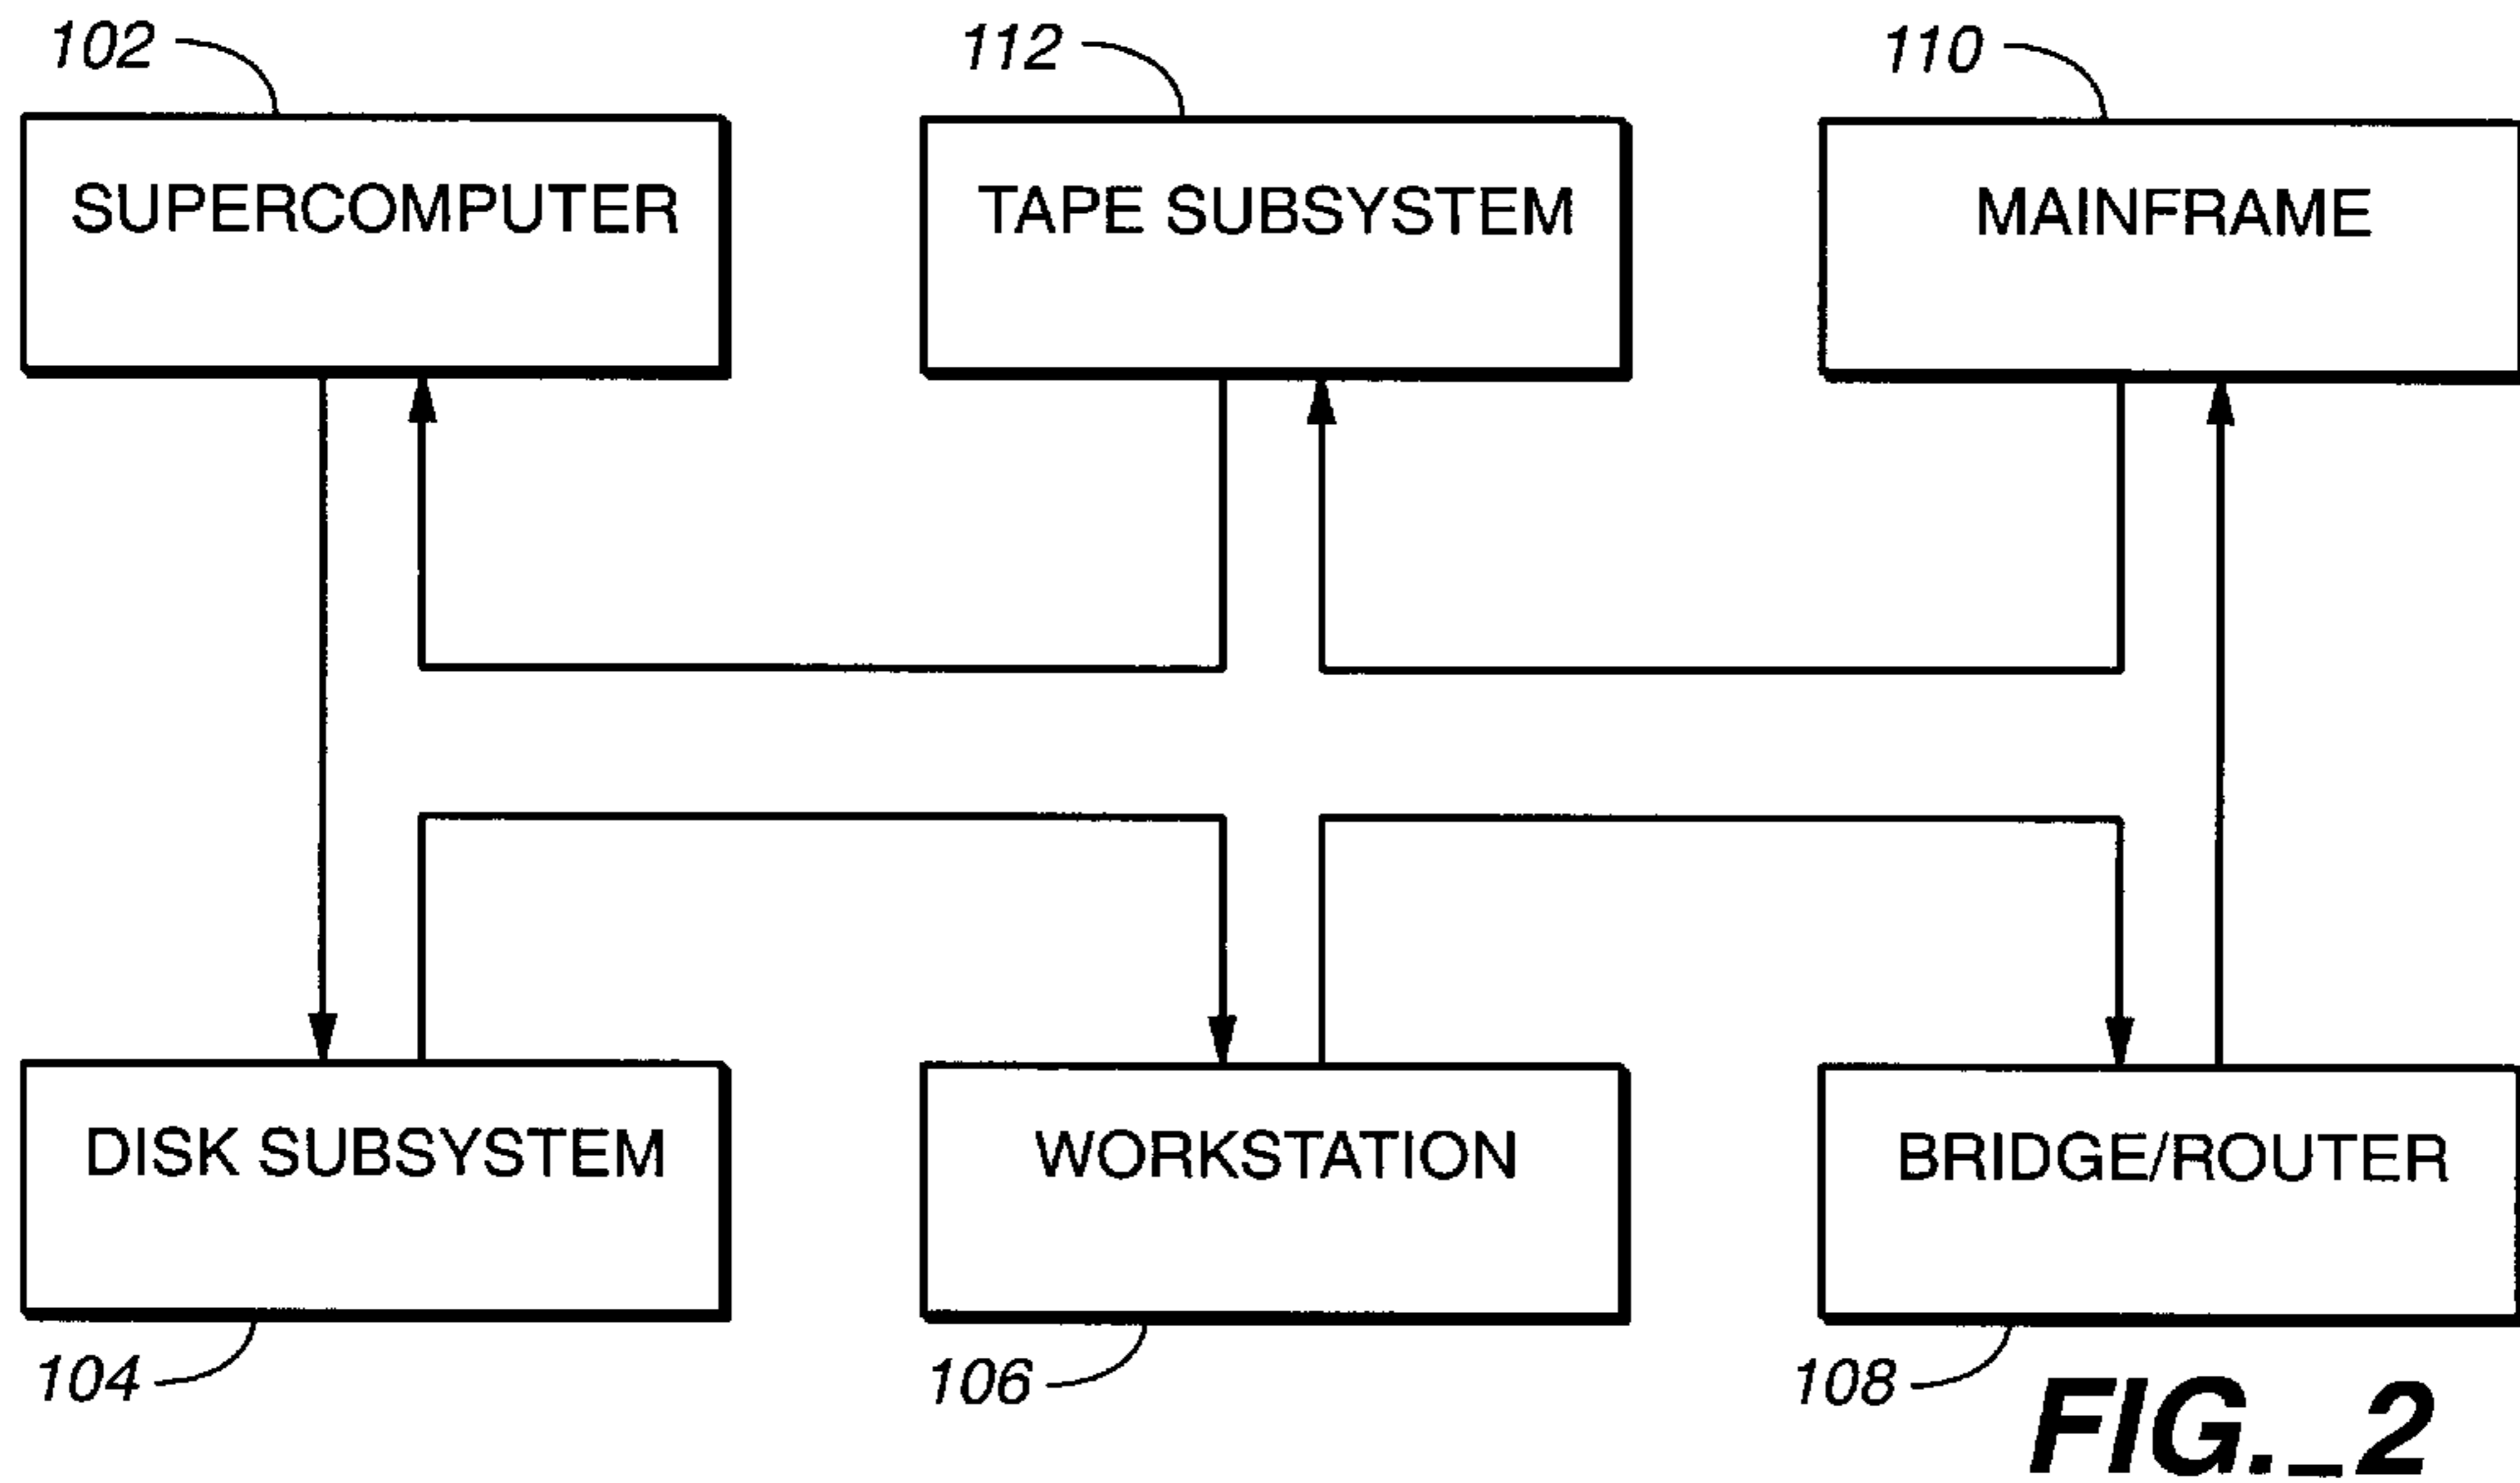 102
112
110
SUPERCOMPUTER
TAPE SUBSYSTEM
MAINFRAME
DISK SUBSYSTEM
WORKSTATION
BRIDGE/ROUTER
104
106
108
FIG._2